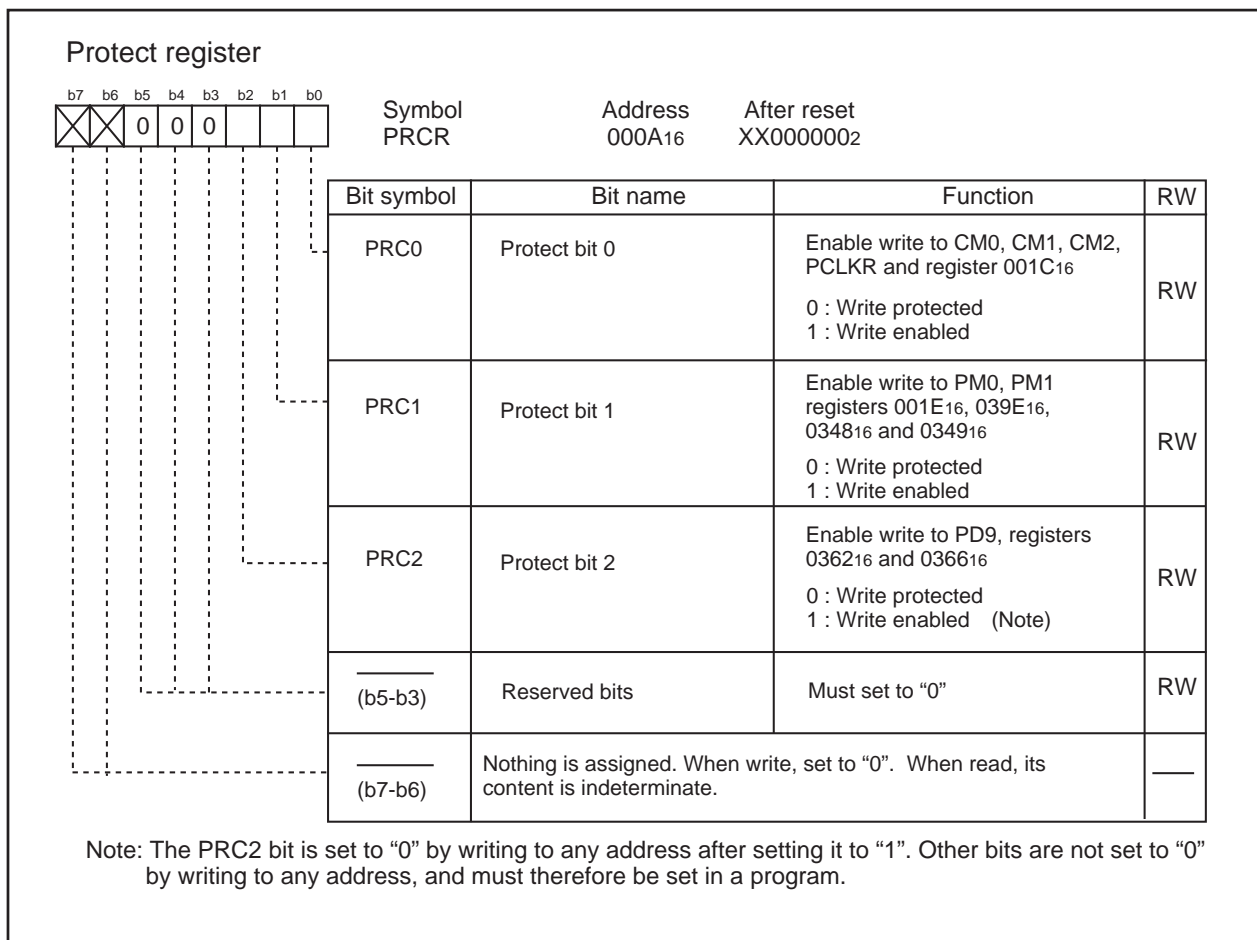 Protect register
b7 b6 b5 b4 b3 b2 b1 b0
0 0 0
Symbol Address After reset
PRCR 000A16 XX0000002
Bit symbol Bit name Function RW
PRC0 Protect bit 0 Enable write to CM0, CM1, CM2,
PCLKR and register 001C16
0 : Write protected
1 : Write enabled
RW
PRC1 Protect bit 1 Enable write to PM0, PM1
registers 001E16, 039E16,
034816 and 034916
0 : Write protected
1 : Write enabled
RW
PRC2 Protect bit 2 Enable write to PD9, registers
036216 and 036616
0 : Write protected
1 : Write enabled (Note)
RW
(b5-b3) Reserved bits Must set to “0” RW
(b7-b6) Nothing is assigned. When write, set to “0”. When read, its
content is indeterminate.
Note: The PRC2 bit is set to “0” by writing to any address after setting it to “1”. Other bits are not set to “0”
by writing to any address, and must therefore be set in a program.